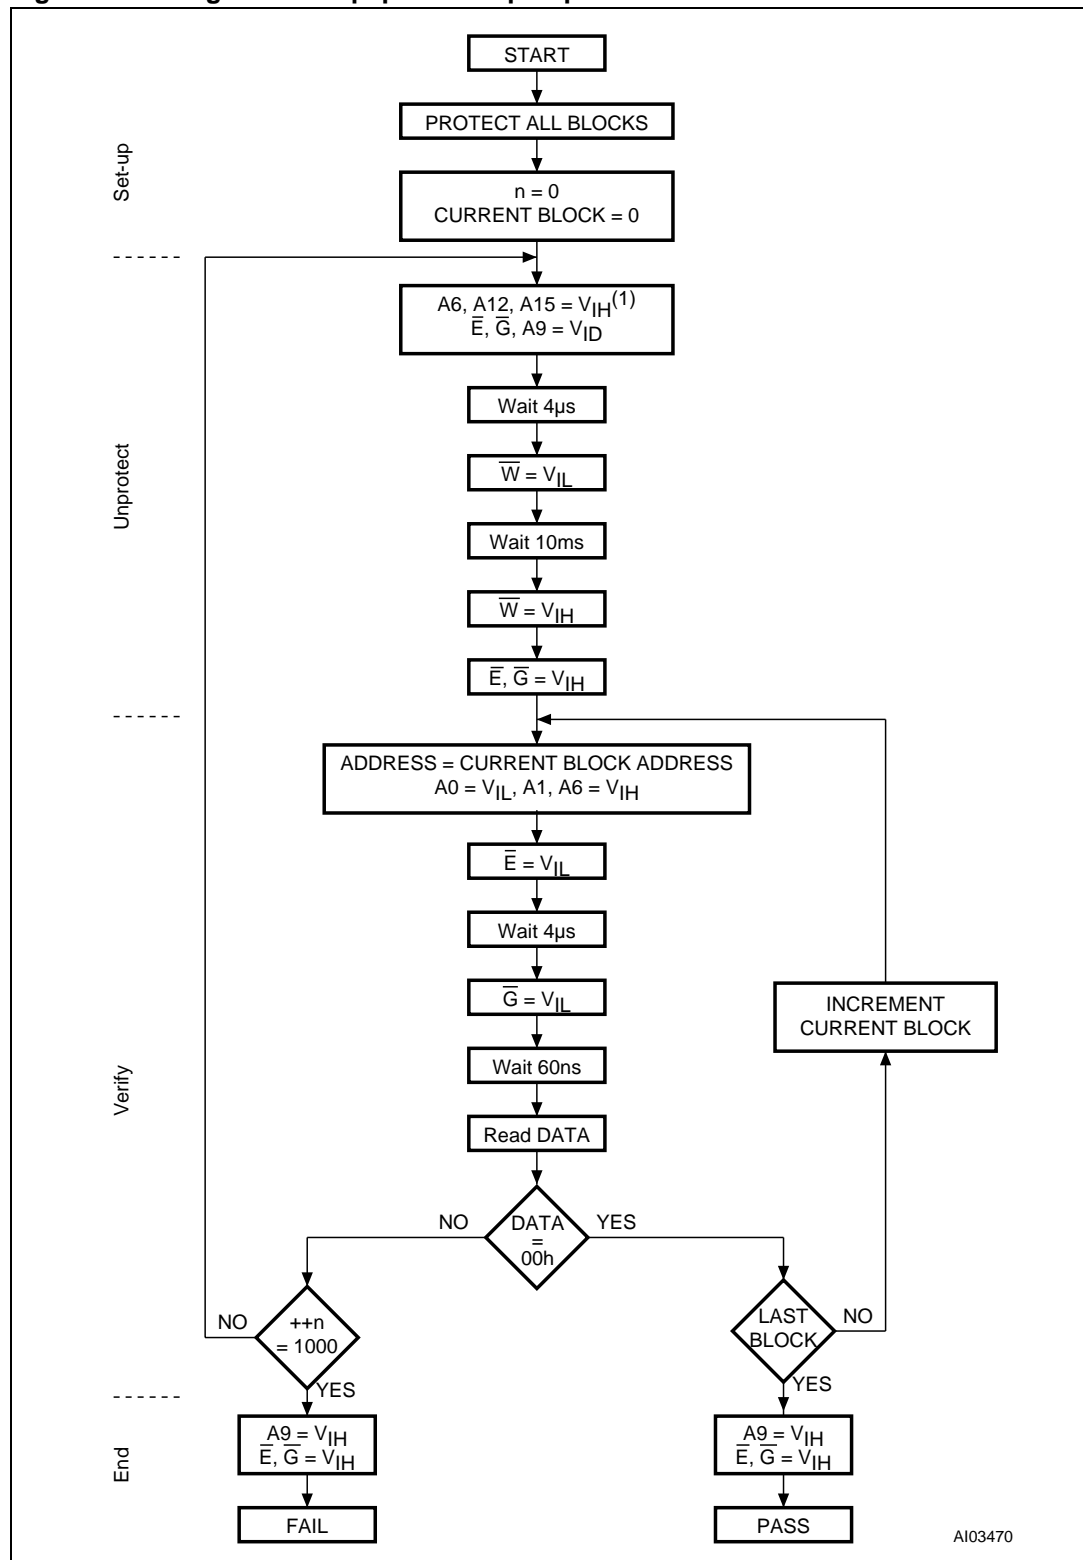 START
PROTECT ALL BLOCKS
Set-up
n = 0
CURRENT BLOCK = 0
A6, A12, A15 = VIH(1)
E̅, G̅, A9 = VID
Wait 4µs
W̅ = VIL
Unprotect
Wait 10ms
W̅ = VIH
E̅, G̅ = VIH
ADDRESS = CURRENT BLOCK ADDRESS
A0 = VIL, A1, A6 = VIH
E̅ = VIL
Wait 4µs
G̅ = VIL
INCREMENT
CURRENT BLOCK
Wait 60ns
Verify
Read DATA
NO
DATA
=
00h
YES
NO
++n
= 1000
YES
LAST
BLOCK
NO
YES
End
A9 = VIH
E̅, G̅ = VIH
A9 = VIH
E̅, G̅ = VIH
FAIL
PASS
AI03470